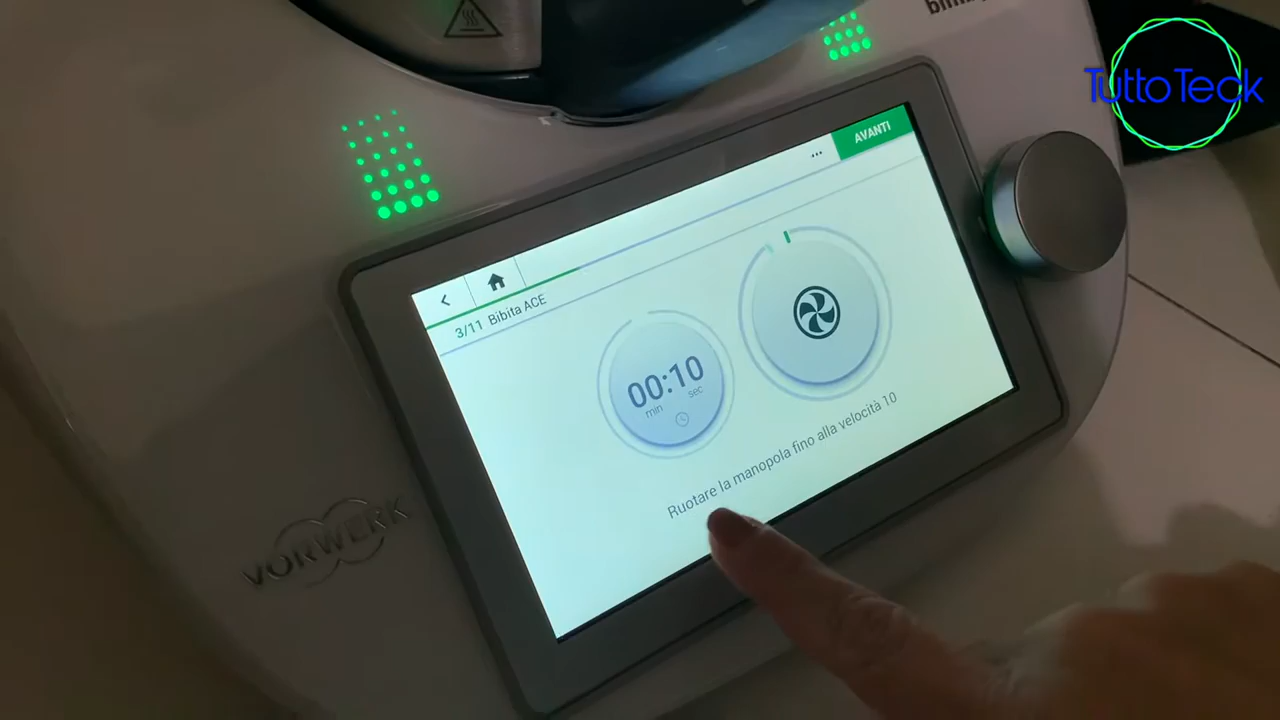 TuttoTeck
AVANTI
3/11 Bibita ACE
00:10
min sec
Ruotare la manopola fino alla velocità 10
VORWERK